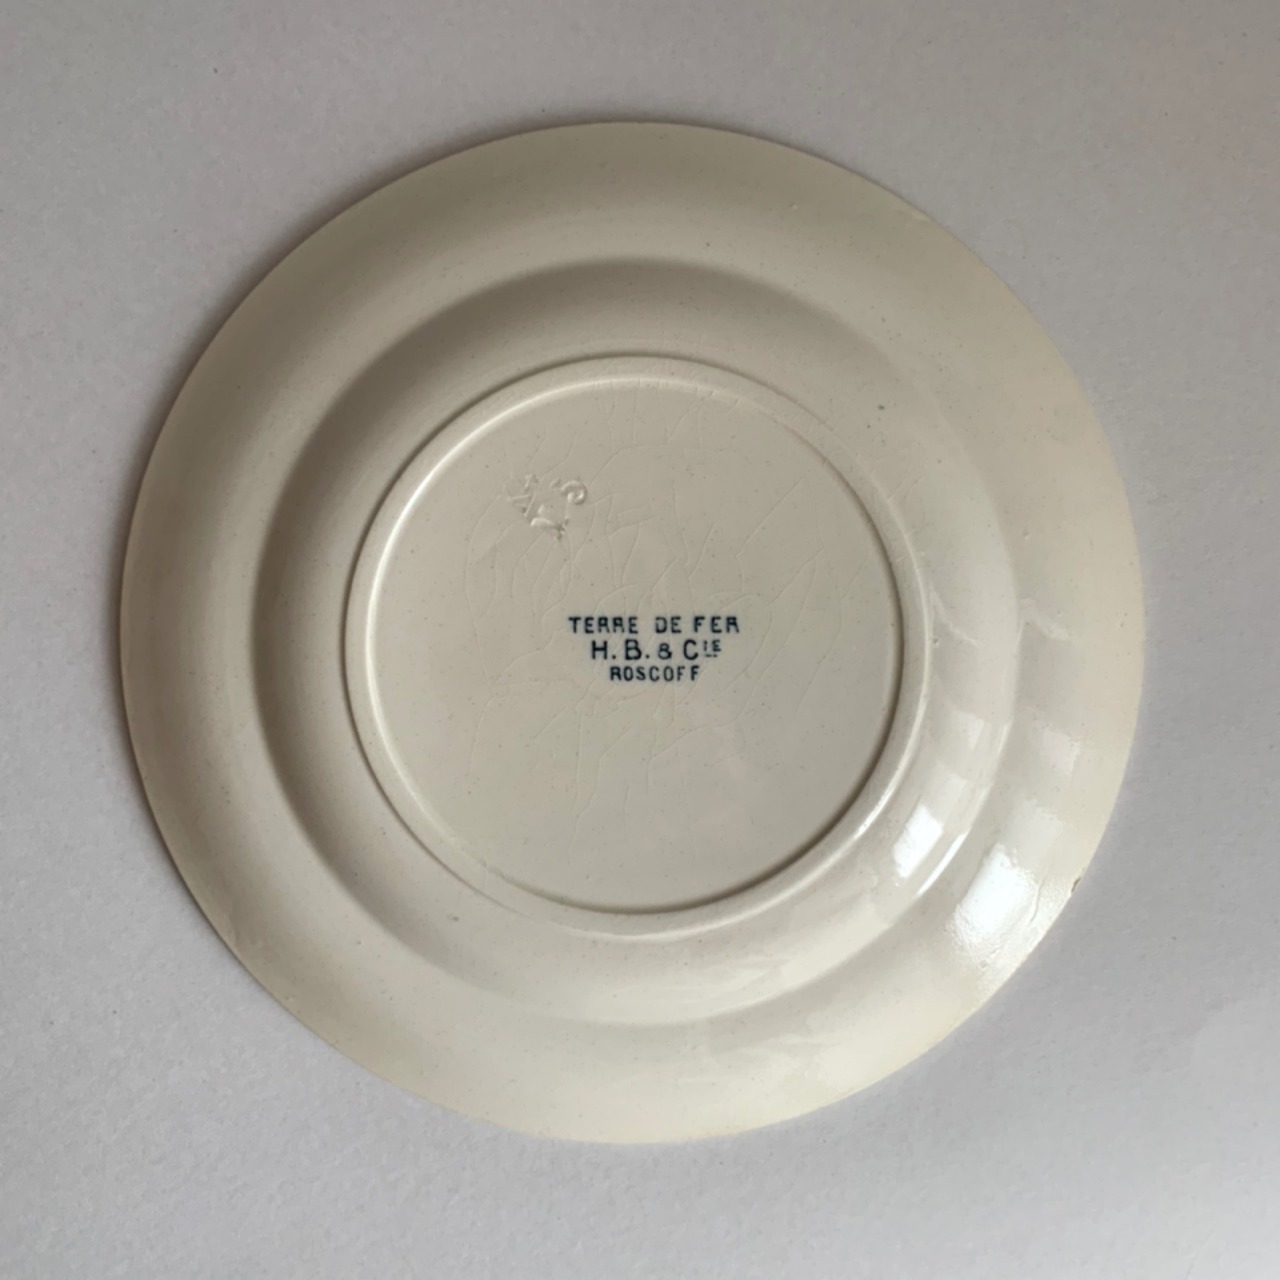 TERRE DE FER
H. B. & CIE
ROSCOFF